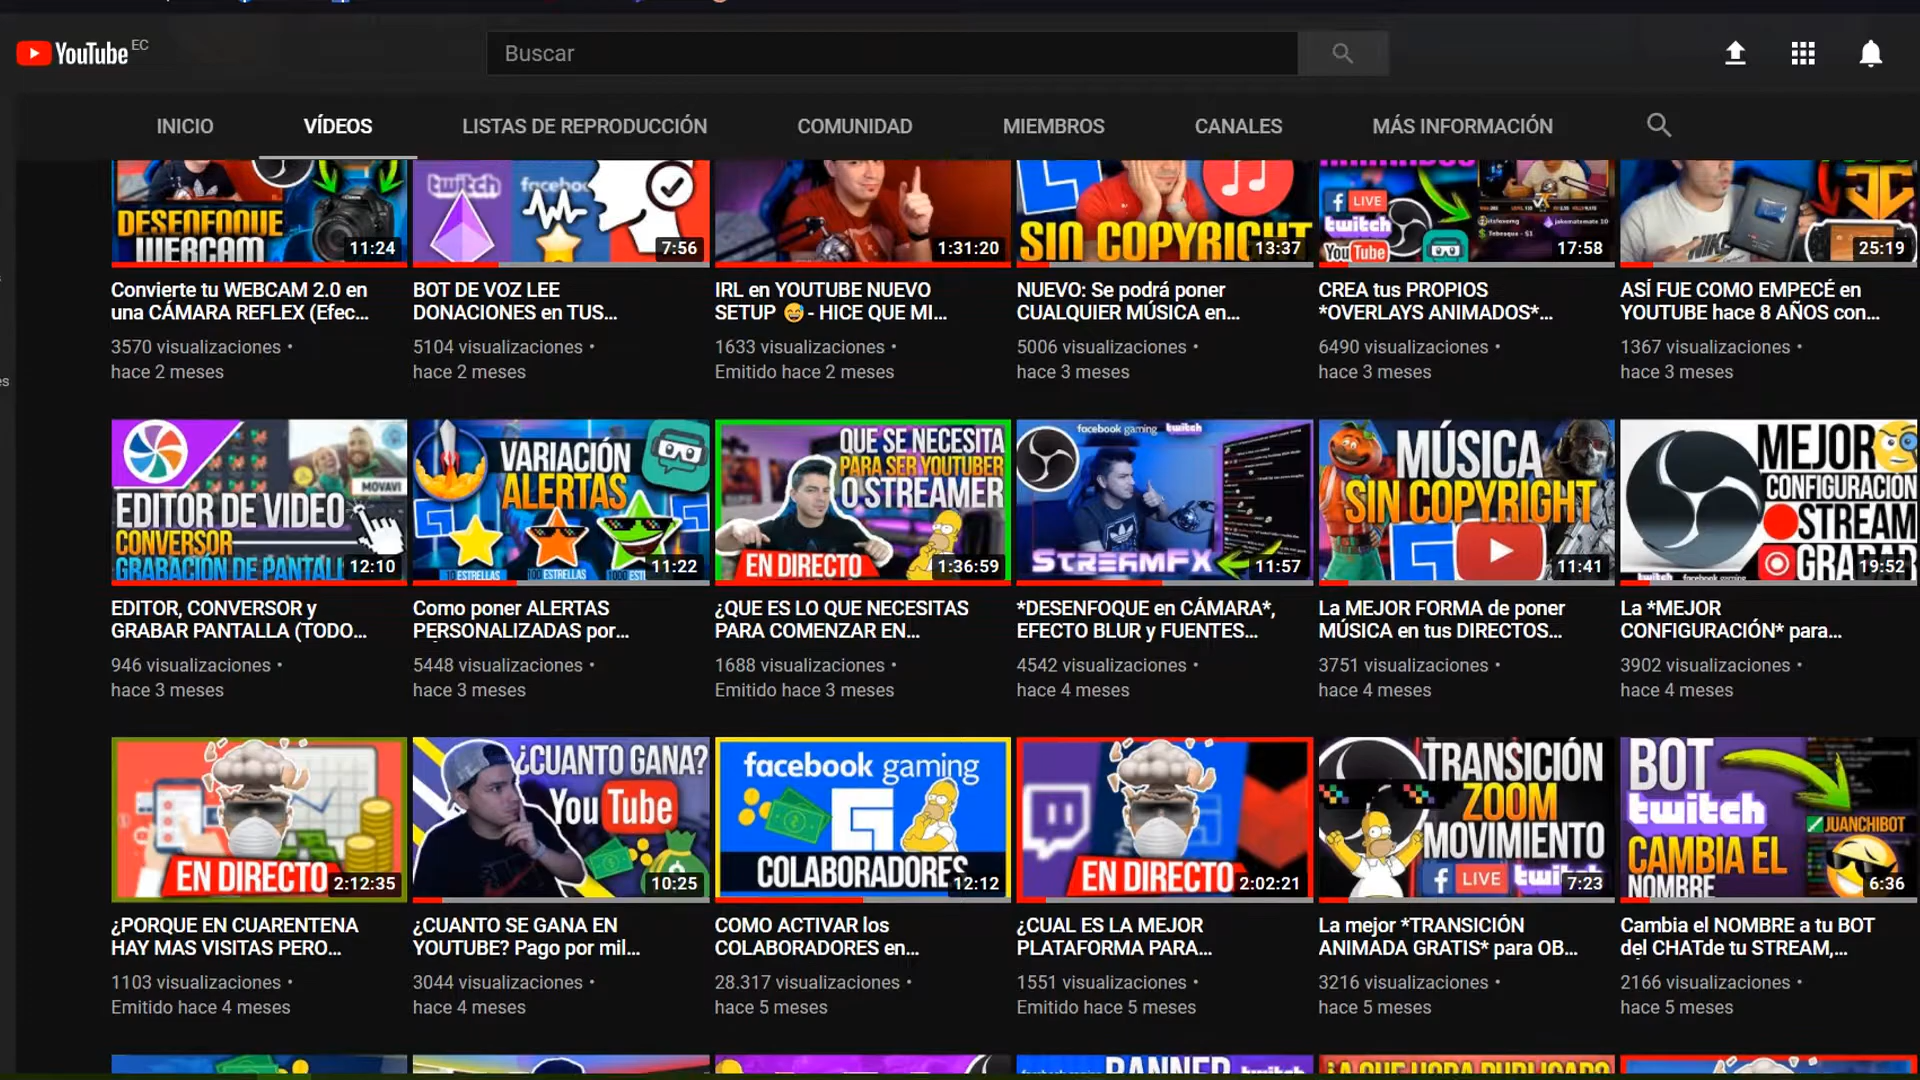 YouTube EC
Buscar
INICIO
VÍDEOS
LISTAS DE REPRODUCCIÓN
COMUNIDAD
MIEMBROS
CANALES
MÁS INFORMACIÓN
DESENFOQUE
WEBCAM
11:24
Convierte tu WEBCAM 2.0 en
una CÁMARA REFLEX (Efec...
3570 visualizaciones •
hace 2 meses
twitch
7:56
BOT DE VOZ LEE
DONACIONES en TUS...
5104 visualizaciones •
hace 2 meses
1:31:20
IRL en YOUTUBE NUEVO
SETUP 😅 - HICE QUE MI...
1633 visualizaciones •
Emitido hace 2 meses
SIN COPYRIGHT
13:37
NUEVO: Se podrá poner
CUALQUIER MÚSICA en...
5006 visualizaciones •
hace 3 meses
LIVE
twitch
YouTube
17:58
CREA tus PROPIOS
*OVERLAYS ANIMADOS*...
6490 visualizaciones •
hace 3 meses
25:19
ASÍ FUE COMO EMPECÉ en
YOUTUBE hace 8 AÑOS con...
1367 visualizaciones •
hace 3 meses
MOVAVI
EDITOR DE VIDEO
CONVERSOR
GRABACIÓN DE PANTALL
12:10
EDITOR, CONVERSOR y
GRABAR PANTALLA (TODO...
946 visualizaciones •
hace 3 meses
VARIACIÓN
ALERTAS
11:22
Como poner ALERTAS
PERSONALIZADAS por...
5448 visualizaciones •
hace 3 meses
QUE SE NECESITA
PARA SER YOUTUBER
O STREAMER
EN DIRECTO
1:36:59
¿QUE ES LO QUE NECESITAS
PARA COMENZAR EN...
1688 visualizaciones •
Emitido hace 3 meses
facebook gaming twitch
STREAMFX
11:57
*DESENFOQUE en CÁMARA*,
EFECTO BLUR y FUENTES...
4542 visualizaciones •
hace 4 meses
MÚSICA
SIN COPYRIGHT
11:41
La MEJOR FORMA de poner
MÚSICA en tus DIRECTOS...
3751 visualizaciones •
hace 4 meses
MEJOR
CONFIGURACIÓN
STREAM
GRABAR
twitch facebook gaming
19:52
La *MEJOR
CONFIGURACIÓN* para...
3902 visualizaciones •
hace 4 meses
EN DIRECTO
2:12:35
¿PORQUE EN CUARENTENA
HAY MAS VISITAS PERO...
1103 visualizaciones •
Emitido hace 4 meses
¿CUANTO GANA?
YouTube
10:25
¿CUANTO SE GANA EN
YOUTUBE? Pago por mil...
3044 visualizaciones •
hace 4 meses
facebook gaming
COLABORADORES
12:12
COMO ACTIVAR los
COLABORADORES en...
28.317 visualizaciones •
hace 5 meses
EN DIRECTO
2:02:21
¿CUAL ES LA MEJOR
PLATAFORMA PARA...
1551 visualizaciones •
Emitido hace 5 meses
TRANSICIÓN
ZOOM
MOVIMIENTO
LIVE twitch
7:23
La mejor *TRANSICIÓN
ANIMADA GRATIS* para OB...
3216 visualizaciones •
hace 5 meses
BOT
twitch
JUANCHIBOT
CAMBIA EL
NOMBRE
6:36
Cambia el NOMBRE a tu BOT
del CHATde tu STREAM,...
2166 visualizaciones •
hace 5 meses
BANNER